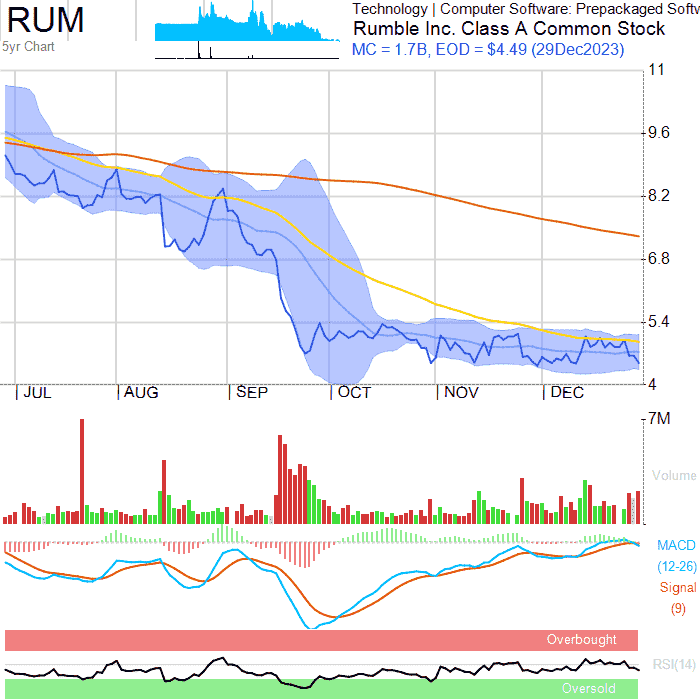 RUM
5yr Chart
Technology | Computer Software: Prepackaged Softw
Rumble Inc. Class A Common Stock
MC = 1.7B, EOD = $4.49 (29Dec2023)
11
9.6
8.2
6.8
5.4
4
JUL
AUG
SEP
OCT
NOV
DEC
7M
Volume
MACD
(12-26)
Signal
(9)
Overbought
RSI(14)
Oversold